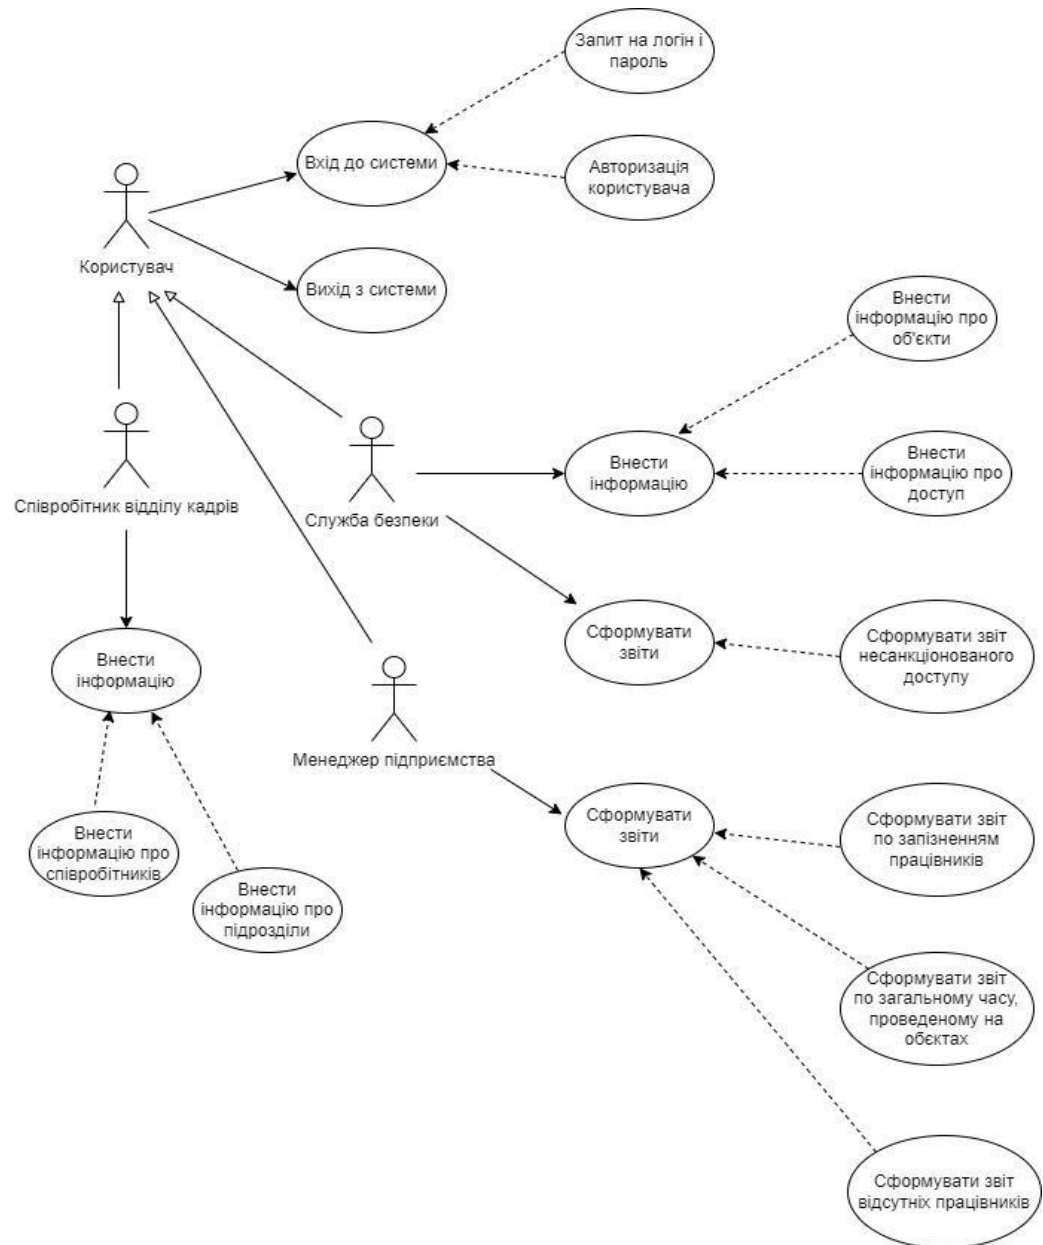 Запит на логін і
пароль
Вхід до системи
Авторизація
користувача
Користувач
Вихід з системи
Внести
інформацію про
об'єкти
Співробітник відділу кадрів
Служба безпеки
Внести
інформацію
Внести
інформацію про
доступ
Внести
інформацію
Сформувати
звіти
Сформувати звіт
несанкціонованого
доступу
Менеджер підприємства
Сформувати
звіти
Сформувати звіт
по запізненням
працівників
Внести
інформацію про
співробітників
Внести
інформацію про
підрозділи
Сформувати звіт
по загальному часу,
проведеному на
обєктах
Сформувати звіт
відсутніх працівників